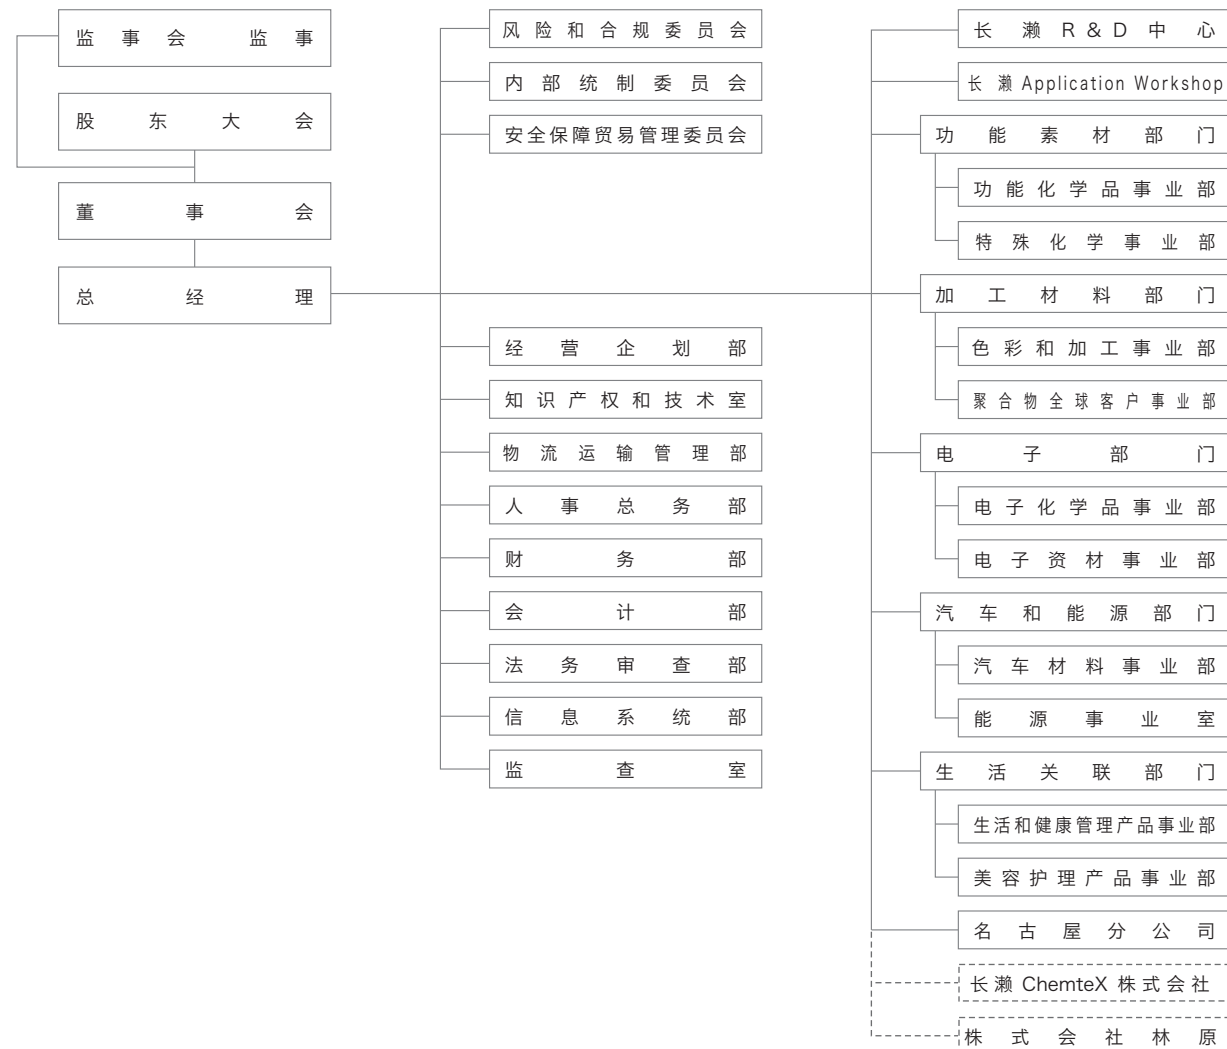 监事会 监事
股东大会
董事会
总经理
风险和合规委员会
内部统制委员会
安全保障贸易管理委员会
经营企划部
知识产权和技术室
物流运输管理部
人事总务部
财务部
会计部
法务审查部
信息系统部
监查室
长濑R&D中心
长濑 Application Workshop
功能素材部门
功能化学品事业部
特殊化学事业部
加工材料部门
色彩和加工事业部
聚合物全球客户事业部
电子部门
电子化学品事业部
电子资材事业部
汽车和能源部门
汽车材料事业部
能源事业室
生活关联部门
生活和健康管理产品事业部
美容护理产品事业部
名古屋分公司
长濑 ChemteX 株式会社
株式会社林原